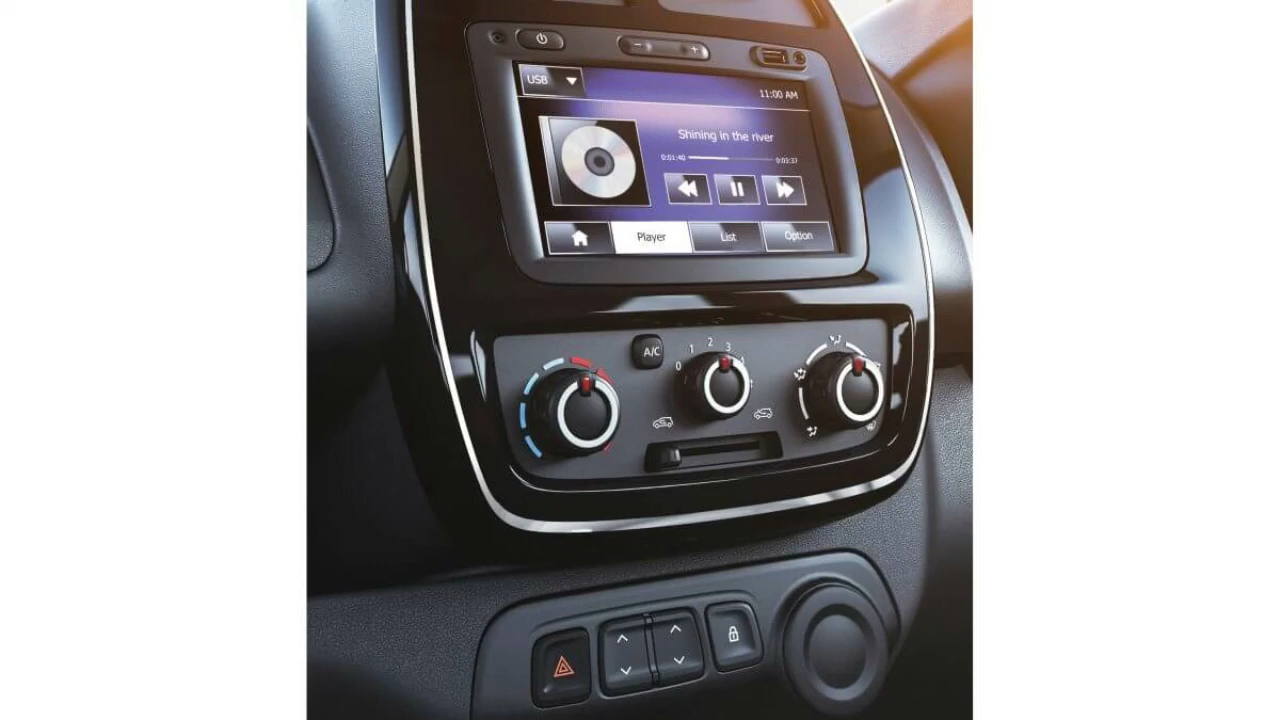 USB
11:00 AM
Shining in the river
0:01:40
0:03:37
Player
List
Option
A/C
0 1 2 3 4